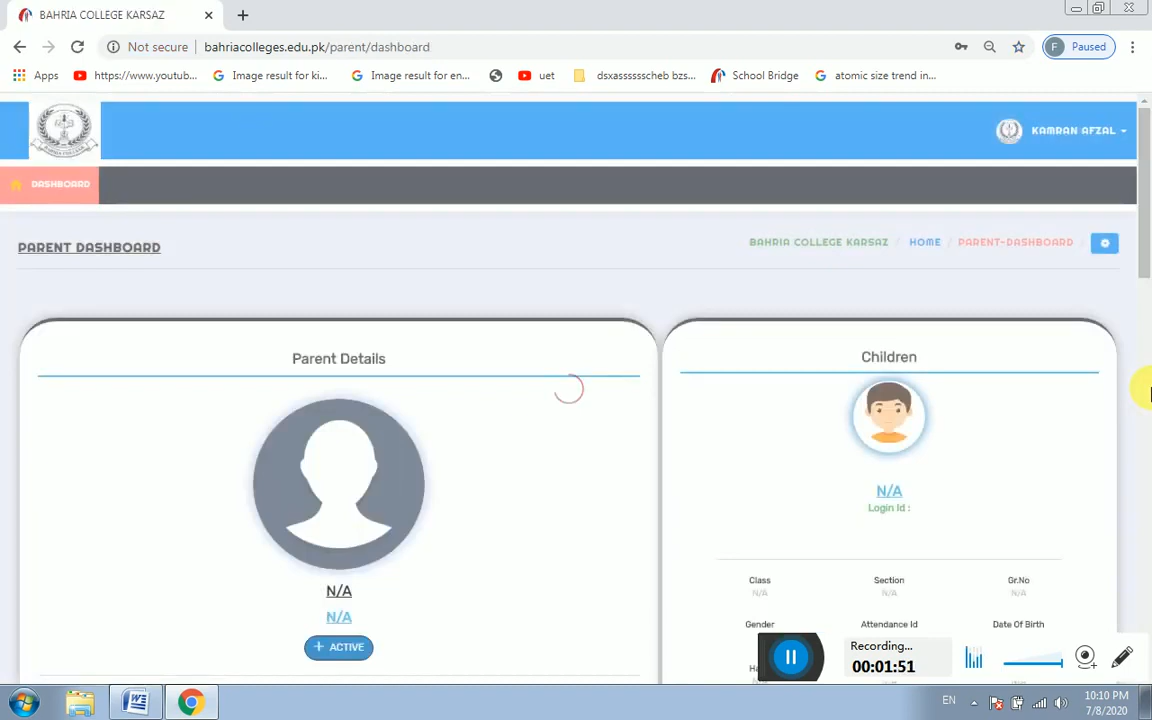 BAHRIA COLLEGE KARSAZ
Not secure
bahriacolleges.edu.pk/parent/dashboard
F Paused
Apps
https://www.youtub...
Image result for ki...
Image result for en...
uet
dsxasssssscheb bzs...
School Bridge
atomic size trend in...
KAMRAN AFZAL
DASHBOARD
PARENT DASHBOARD
BAHRIA COLLEGE KARSAZ / HOME / PARENT-DASHBOARD /
Parent Details
Children
N/A
Login Id :
N/A
N/A
+ ACTIVE
Class
Section
Gr.No
N/A
N/A
N/A
Gender
Attendance Id
Date Of Birth
Recording...
00:01:51
EN
10:10 PM
7/8/2020